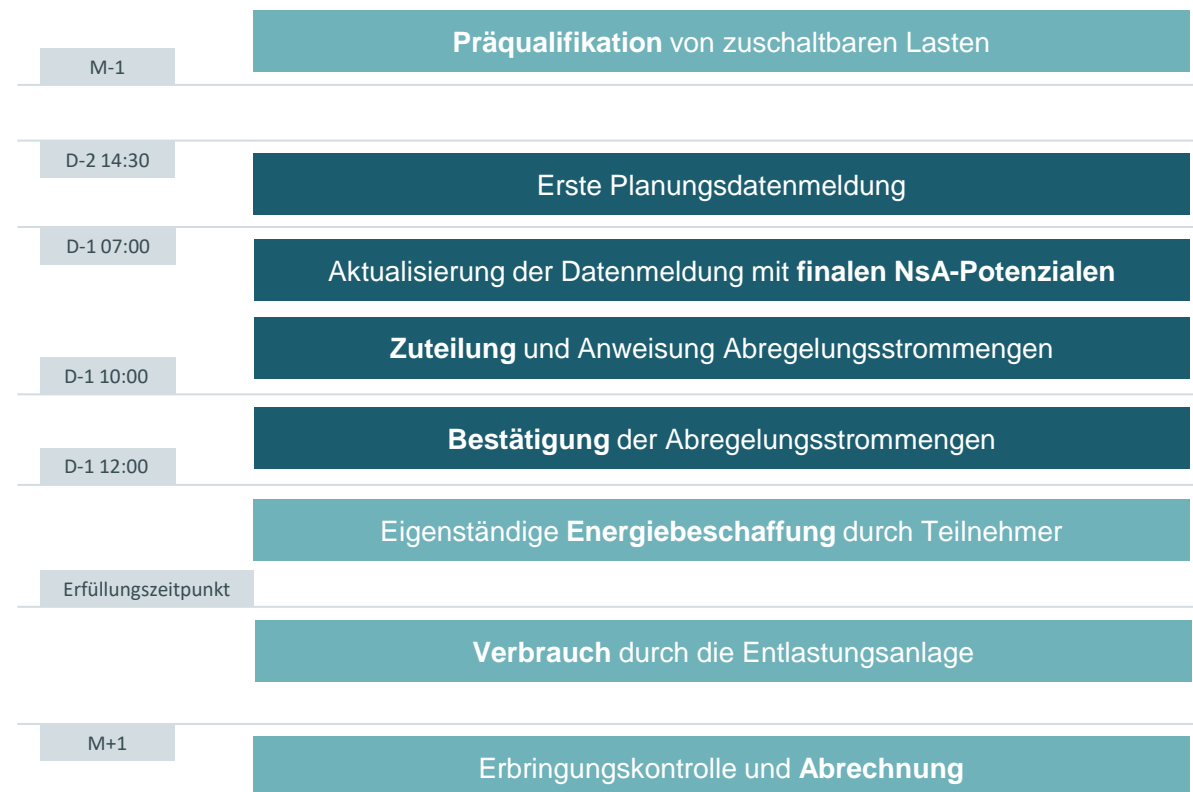 Präqualifikation von zuschaltbaren Lasten
M-1
D-2 14:30
Erste Planungsdatenmeldung
D-1 07:00
Aktualisierung der Datenmeldung mit finalen NsA-Potenzialen
Zuteilung und Anweisung Abregelungsstrommengen
D-1 10:00
Bestätigung der Abregelungsstrommengen
D-1 12:00
Eigenständige Energiebeschaffung durch Teilnehmer
Erfüllungszeitpunkt
Verbrauch durch die Entlastungsanlage
M+1
Erbringungskontrolle und Abrechnung